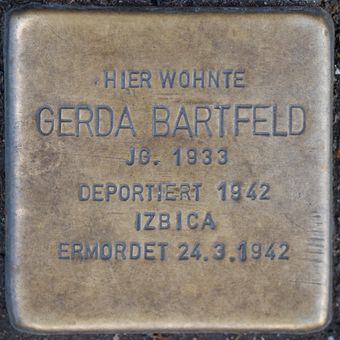 HIER WOHNTE
GERDA BARTFELD
JG. 1933
DEPORTIERT 1942
IZBICA
ERMORDET 24.3.1942